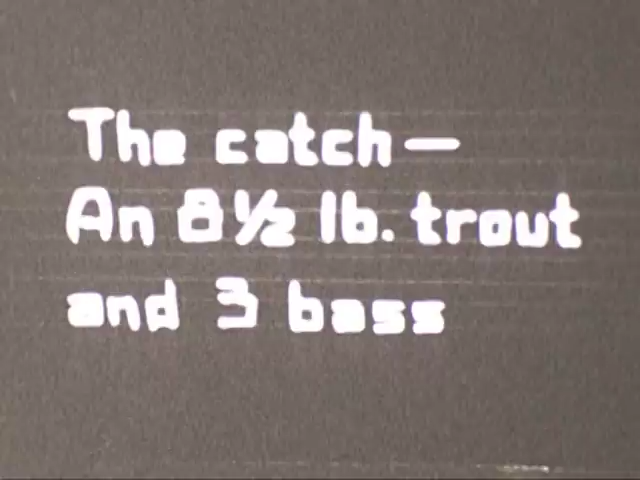 The catch—
An 8½ lb. trout
and 3 bass